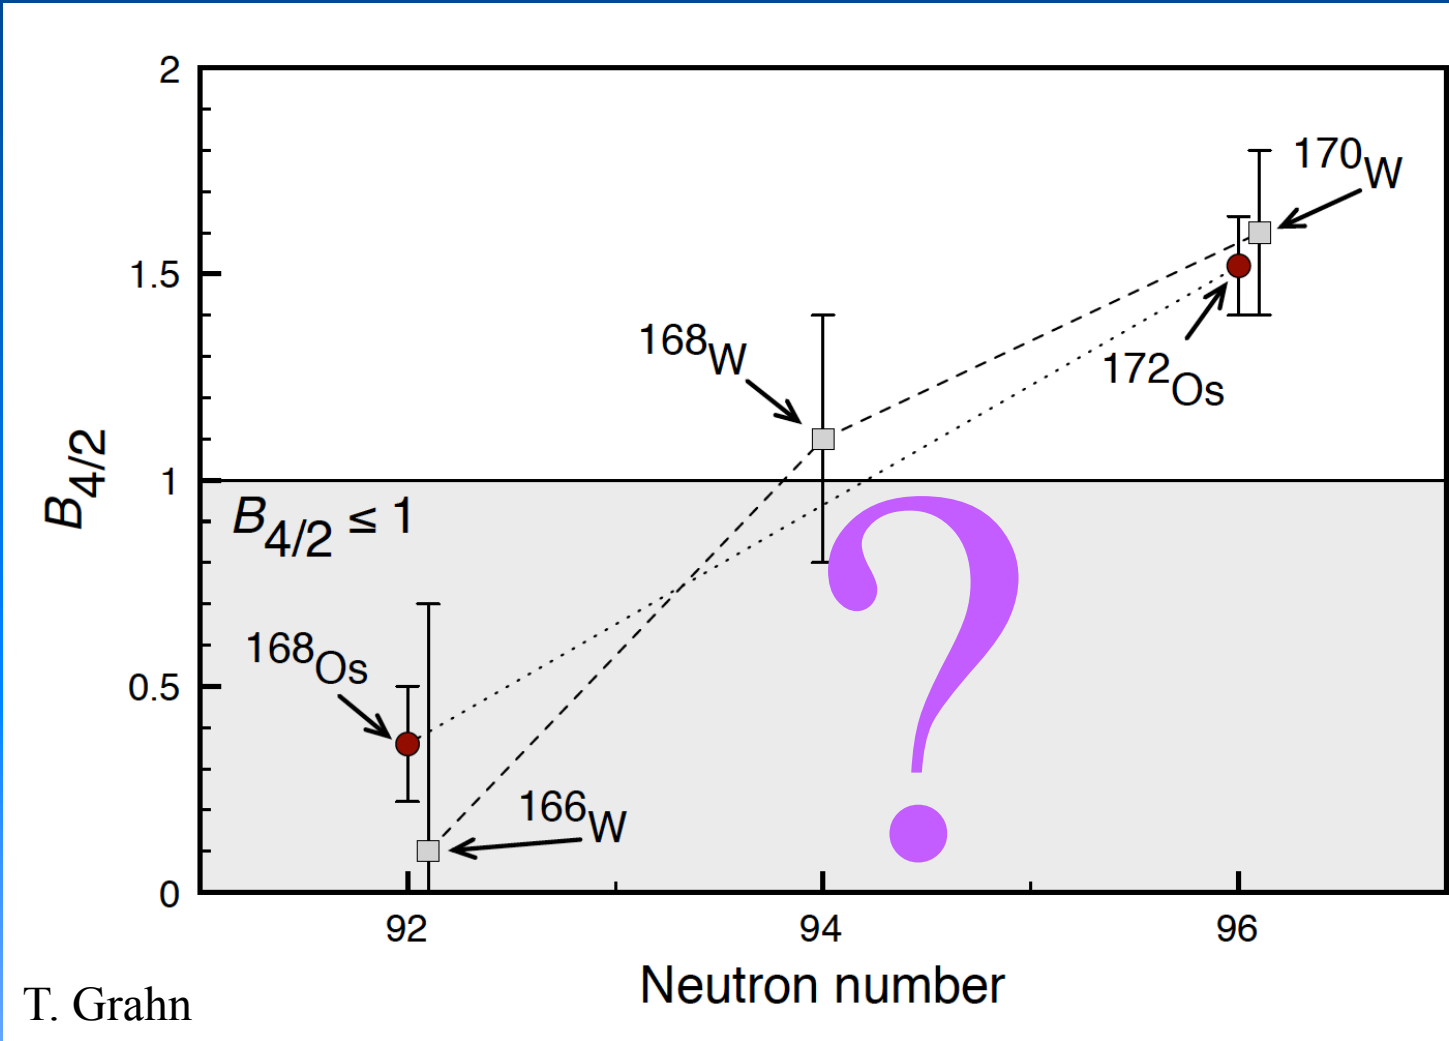 2
1.5
1
0.5
0
B4/2
B4/2 ≤ 1
170W
168W
172Os
168Os
166W
?
92 94 96
Neutron number
T. Grahn